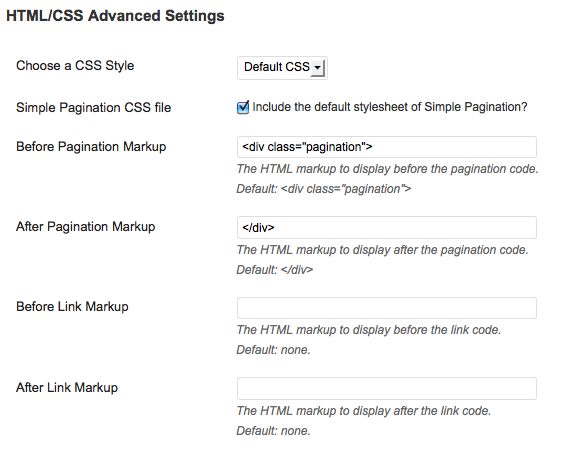 HTML/CSS Advanced Settings
Choose a CSS Style
Default CSS
Simple Pagination CSS file
Include the default stylesheet of Simple Pagination?
Before Pagination Markup
<div class="pagination">
The HTML markup to display before the pagination code.
Default: <div class="pagination">
After Pagination Markup
</div>
The HTML markup to display after the pagination code.
Default: </div>
Before Link Markup
The HTML markup to display before the link code.
Default: none.
After Link Markup
The HTML markup to display after the link code.
Default: none.